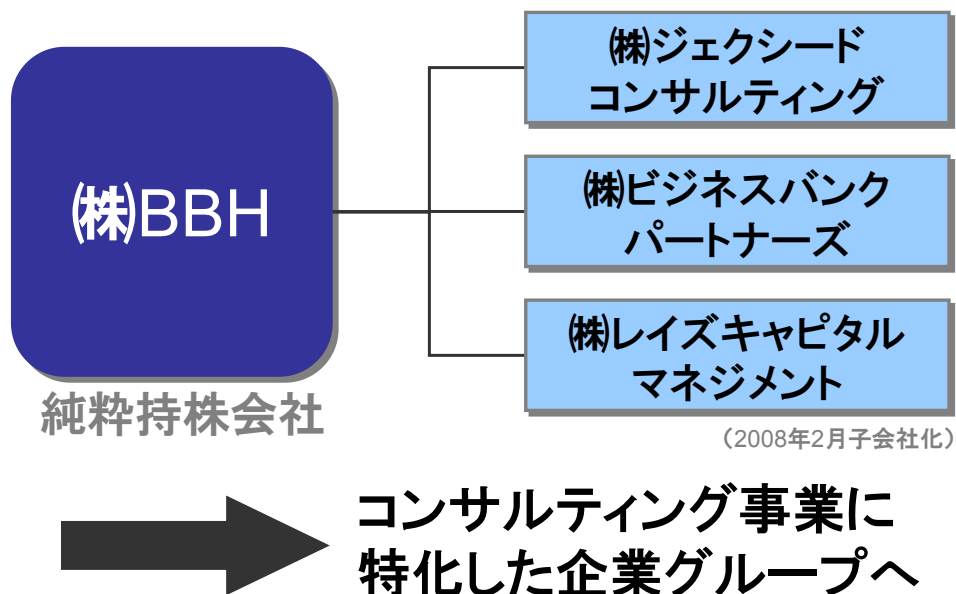 ㈱BBH
純粋持株会社
㈱ジェクシード
コンサルティング
㈱ビジネスバンク
パートナーズ
㈱レイズキャピタル
マネジメント
（2008年2月子会社化）
コンサルティング事業に
特化した企業グループへ